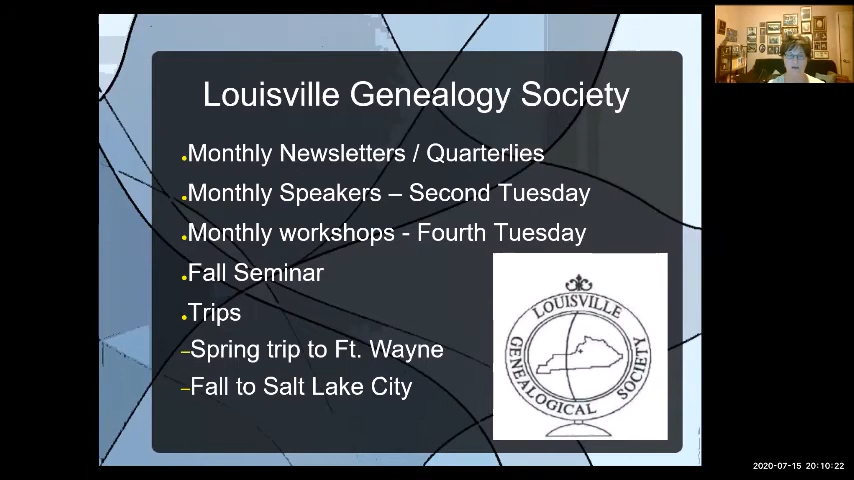 Louisville Genealogy Society
Monthly Newsletters / Quarterlies
Monthly Speakers – Second Tuesday
Monthly workshops - Fourth Tuesday
Fall Seminar
Trips
–Spring trip to Ft. Wayne
–Fall to Salt Lake City
LOUISVILLE
GENEALOGICAL SOCIETY
2020-07-15 20:10:22